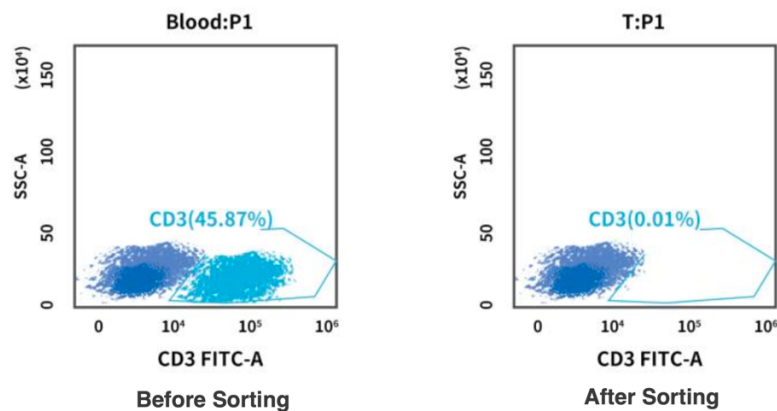 Blood:P1
(x10⁴)
150
100
50
0
SSC-A
CD3(45.87%)
0
10⁴
10⁵
10⁶
CD3 FITC-A
Before Sorting
T:P1
(x10⁴)
150
100
50
0
SSC-A
CD3(0.01%)
0
10⁴
10⁵
10⁶
CD3 FITC-A
After Sorting